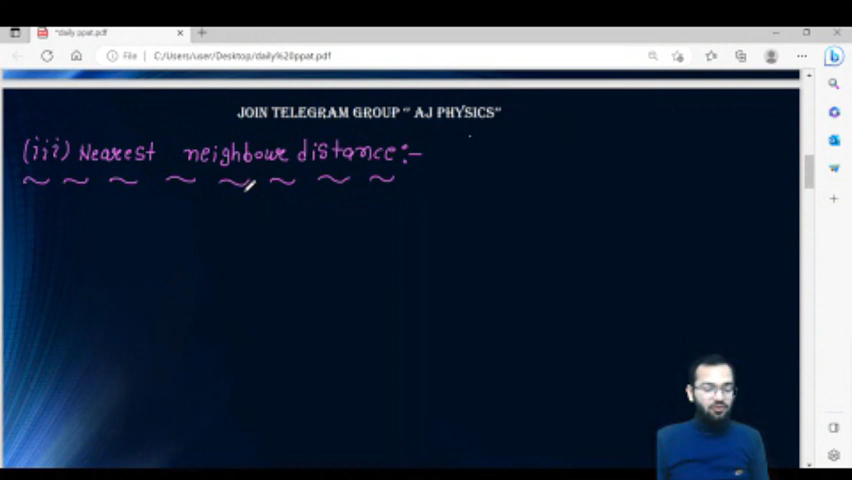 *daily ppat.pdf
File C:/Users/user/Desktop/daily%20ppat.pdf
JOIN TELEGRAM GROUP “ AJ PHYSICS”
(iii) Nearest neighbour distance:-